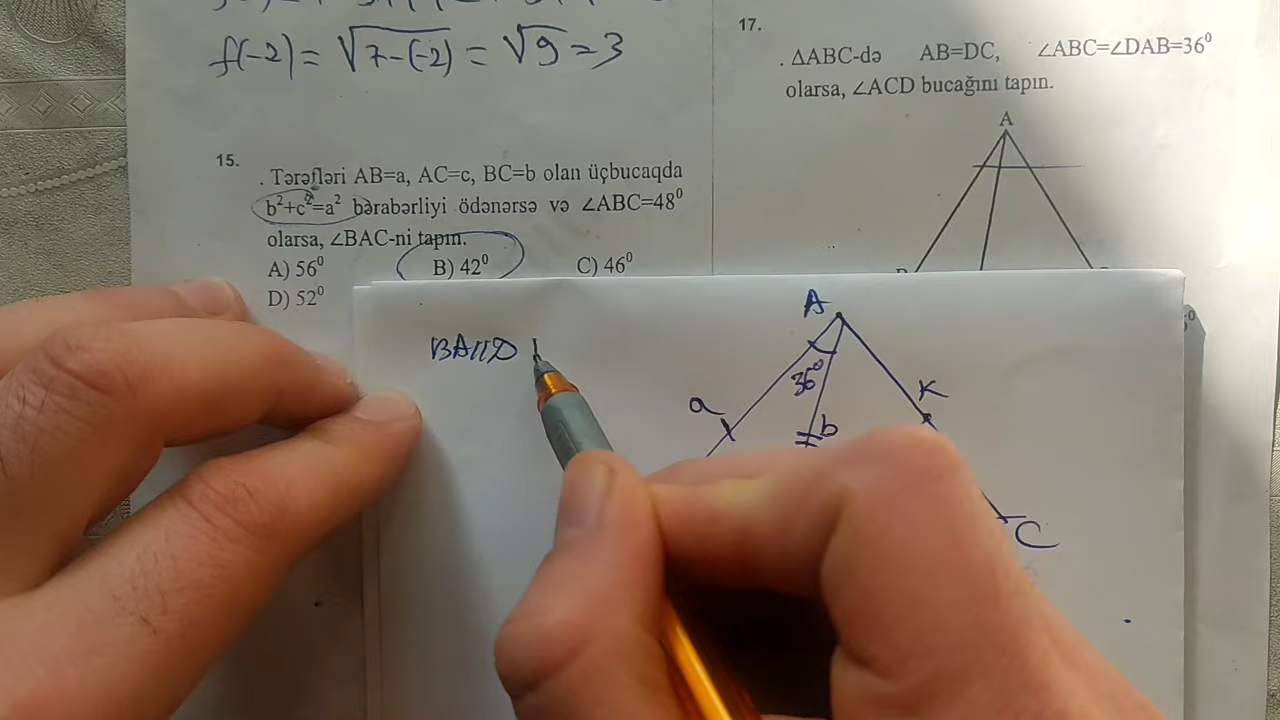 f(-2) = √7-(-2) = √9 = 3
15.
. Tərəfləri AB=a, AC=c, BC=b olan üçbucaqda
b²+c²=a² bərabərliyi ödənərsə və ∠ABC=48⁰
olarsa, ∠BAC-ni tapın.
A) 56⁰ B) 42⁰ C) 46⁰
D) 52⁰
17.
. ΔABC-də AB=DC, ∠ABC=∠DAB=36⁰
olarsa, ∠ACD bucağını tapın.
A
A
36⁰
a
b
K
C